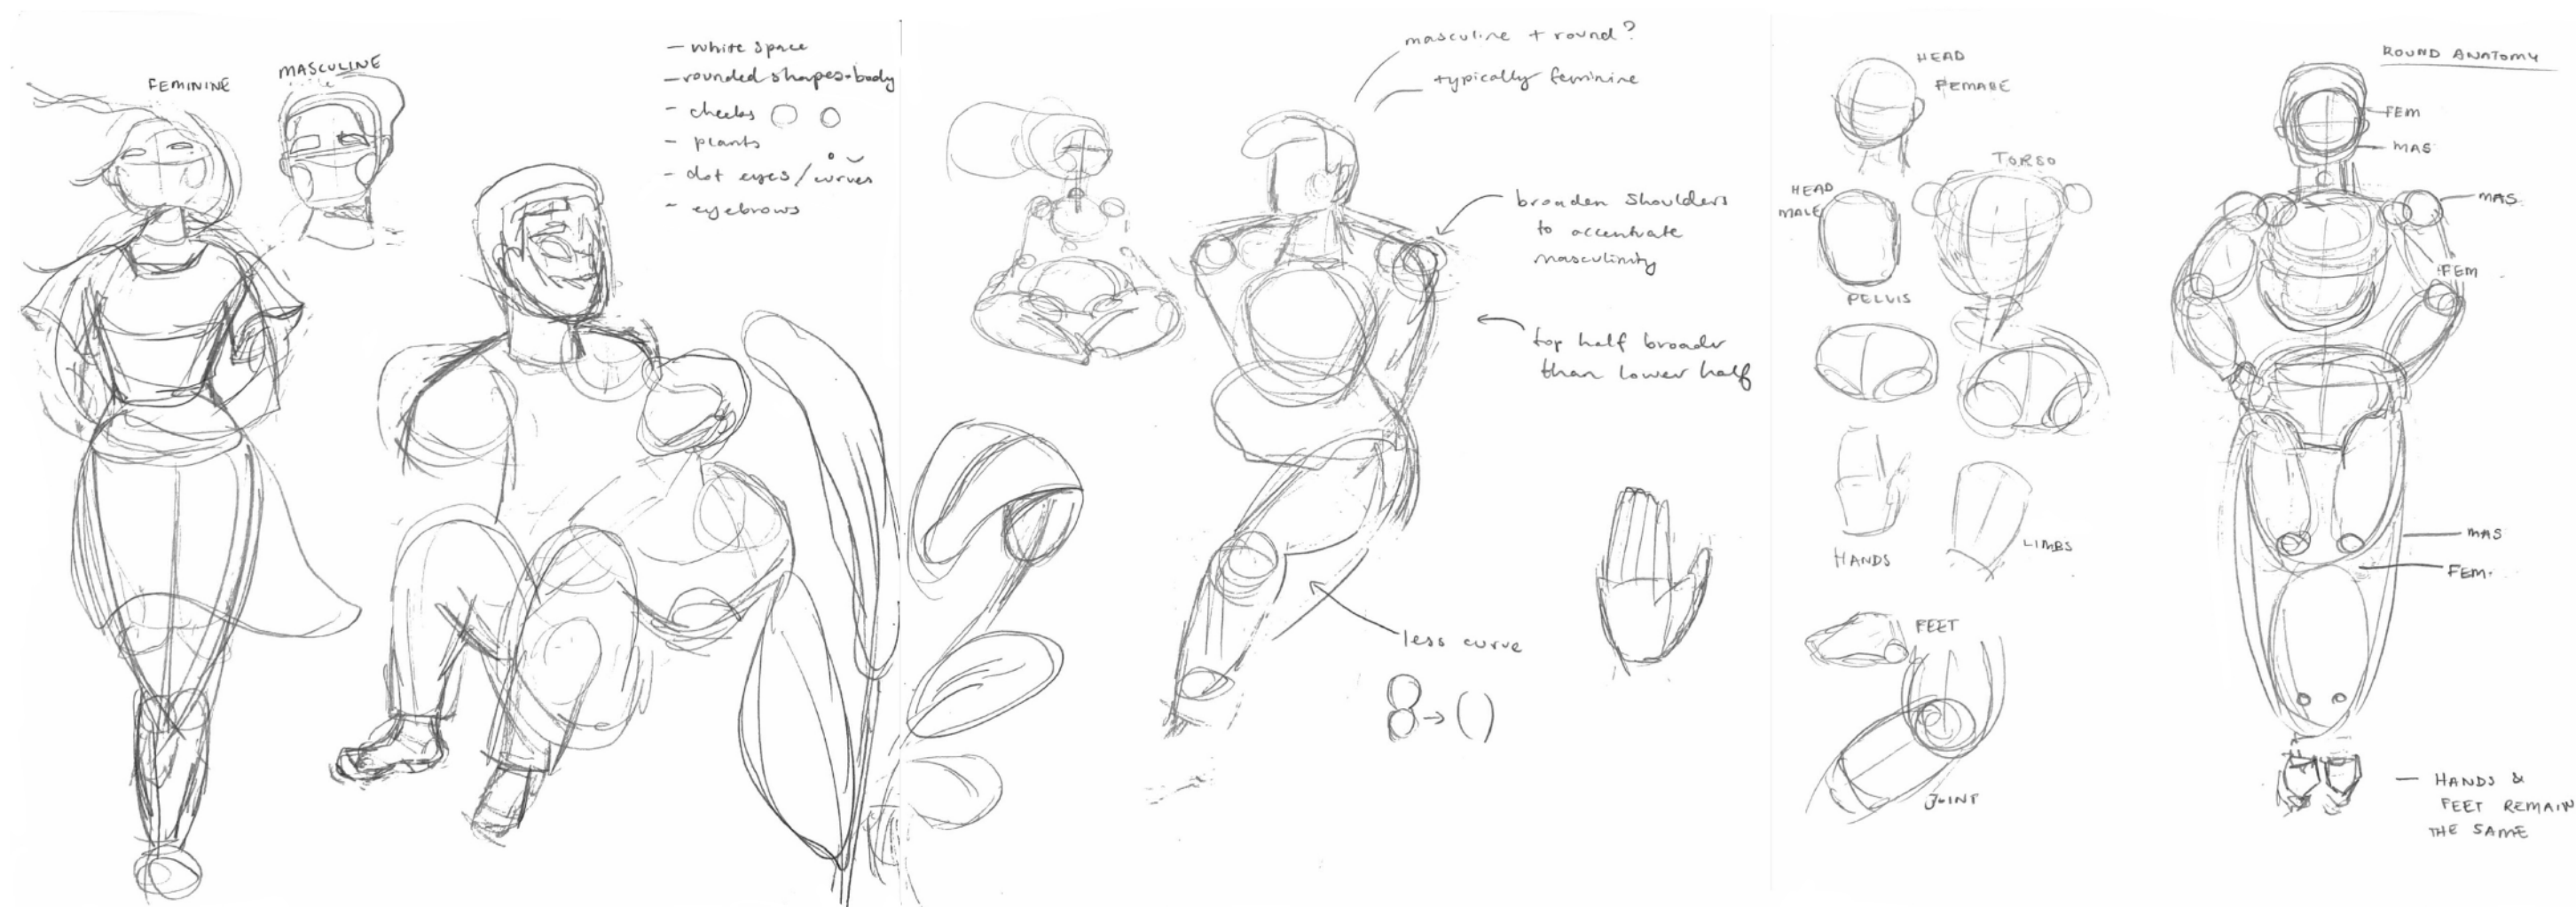 FEMININE
MASCULINE
- white space
- rounded shapes + body
- cheeks
- plants
- dot eyes / curves
- eyebrows
masculine + round?
typically feminine
broaden shoulders
to accentuate
masculinity
top half broader
than lower half
less curve
HEAD
FEMALE
TORSO
HEAD
MALE
PELVIS
HANDS
LIMBS
FEET
JOINT
ROUND ANATOMY
FEM
MAS
MAS
FEM
MAS
FEM.
- HANDS &
FEET REMAIN
THE SAME